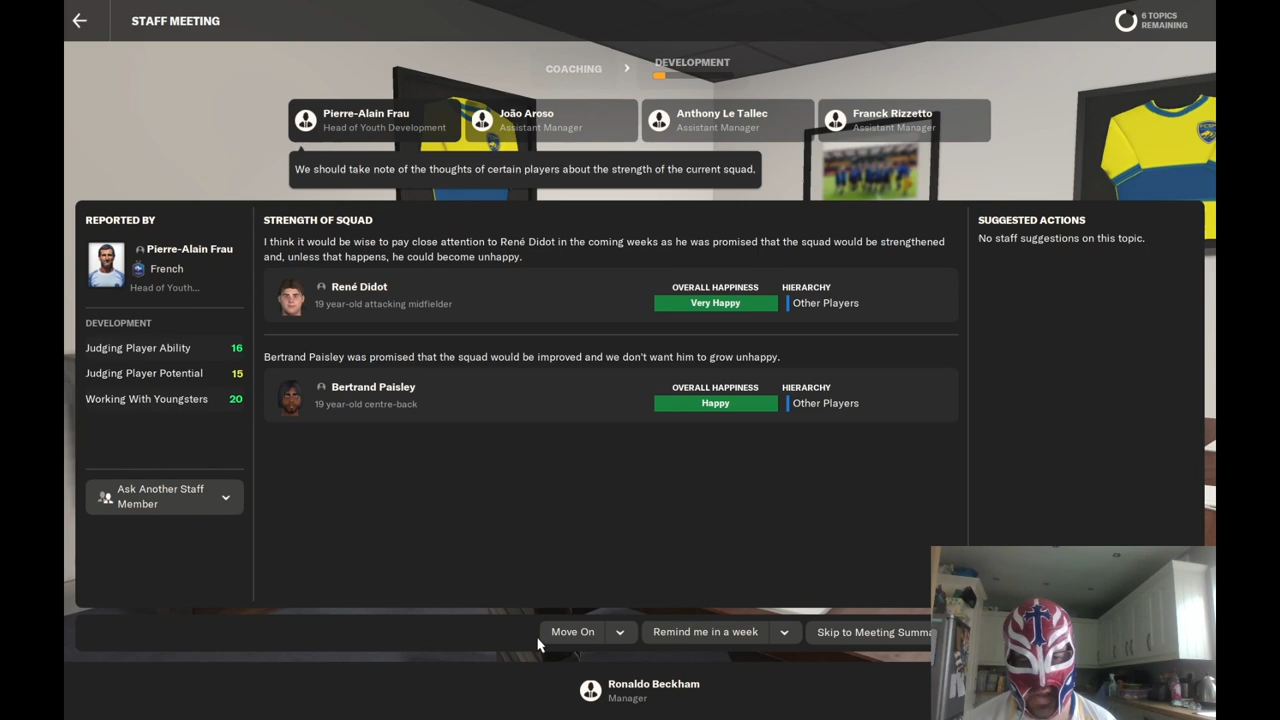 STAFF MEETING
6 TOPICS
REMAINING
COACHING
DEVELOPMENT
Pierre-Alain Frau
Head of Youth Development
João Aroso
Assistant Manager
Anthony Le Tallec
Assistant Manager
Franck Rizzetto
Assistant Manager
We should take note of the thoughts of certain players about the strength of the current squad.
REPORTED BY
Pierre-Alain Frau
French
Head of Youth...
DEVELOPMENT
Judging Player Ability 16
Judging Player Potential 15
Working With Youngsters 20
Ask Another Staff
Member
STRENGTH OF SQUAD
I think it would be wise to pay close attention to René Didot in the coming weeks as he was promised that the squad would be strengthened
and, unless that happens, he could become unhappy.
René Didot
19 year-old attacking midfielder
OVERALL HAPPINESS
Very Happy
HIERARCHY
Other Players
Bertrand Paisley was promised that the squad would be improved and we don't want him to grow unhappy.
Bertrand Paisley
19 year-old centre-back
OVERALL HAPPINESS
Happy
HIERARCHY
Other Players
SUGGESTED ACTIONS
No staff suggestions on this topic.
Move On
Remind me in a week
Skip to Meeting Summa
Ronaldo Beckham
Manager